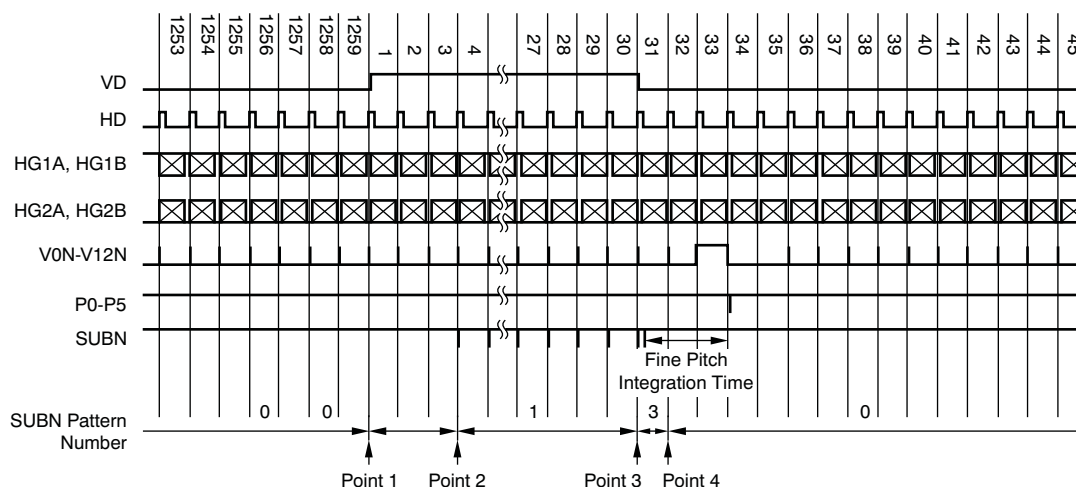 1253 1254 1255 1256 1257 1258 1259 1 2 3 4 27 28 29 30 31 32 33 34 35 36 37 38 39 40 41 42 43 44 45
VD
HD
HG1A, HG1B
HG2A, HG2B
V0N-V12N
P0-P5
SUBN
Fine Pitch
Integration Time
0 0 1 3 0
SUBN Pattern
Number
Point 1 Point 2 Point 3 Point 4